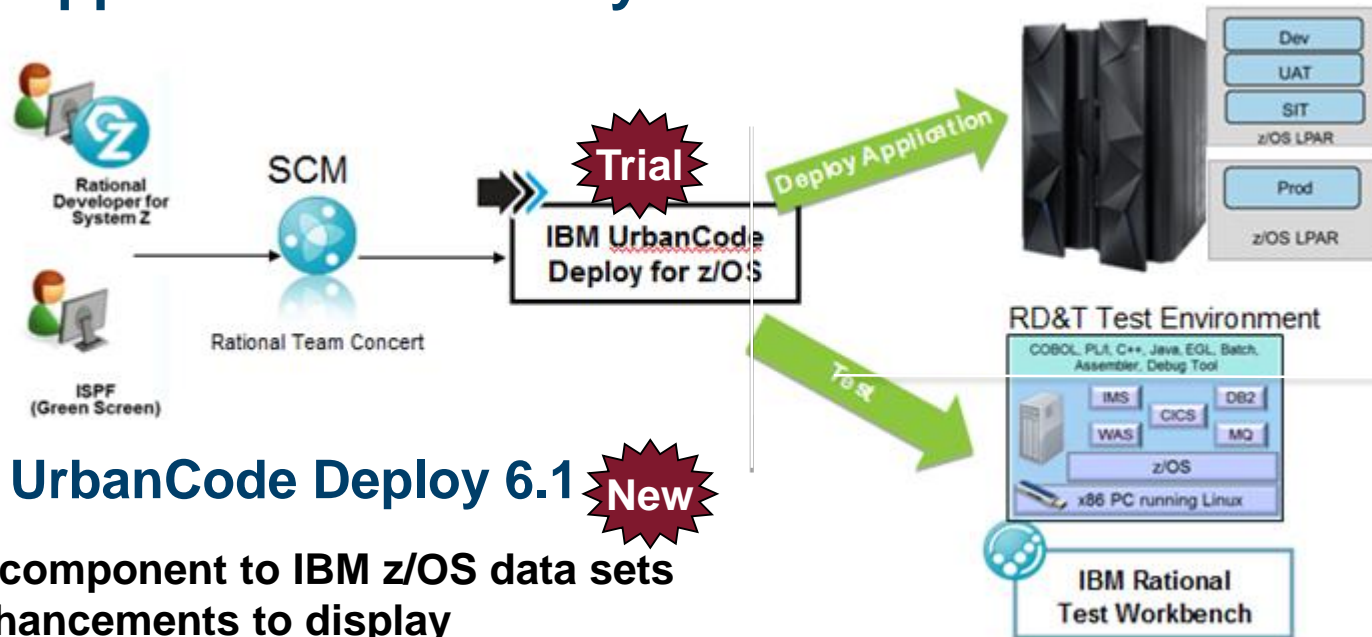 Rational
Developer for
System Z
ISPF
(Green Screen)
SCM
Rational Team Concert
Trial
IBM UrbanCode
Deploy for z/OS
Deploy Application
Test
Dev
UAT
SIT
z/OS LPAR
Prod
z/OS LPAR
RD&T Test Environment
COBOL, PL/I, C++, Java, EGL, Batch,
Assembler, Debug Tool
IMS
CICS
DB2
WAS
MQ
z/OS
x86 PC running Linux
IBM Rational
Test Workbench
UrbanCode Deploy 6.1
New
component to IBM z/OS data sets
hancements to display